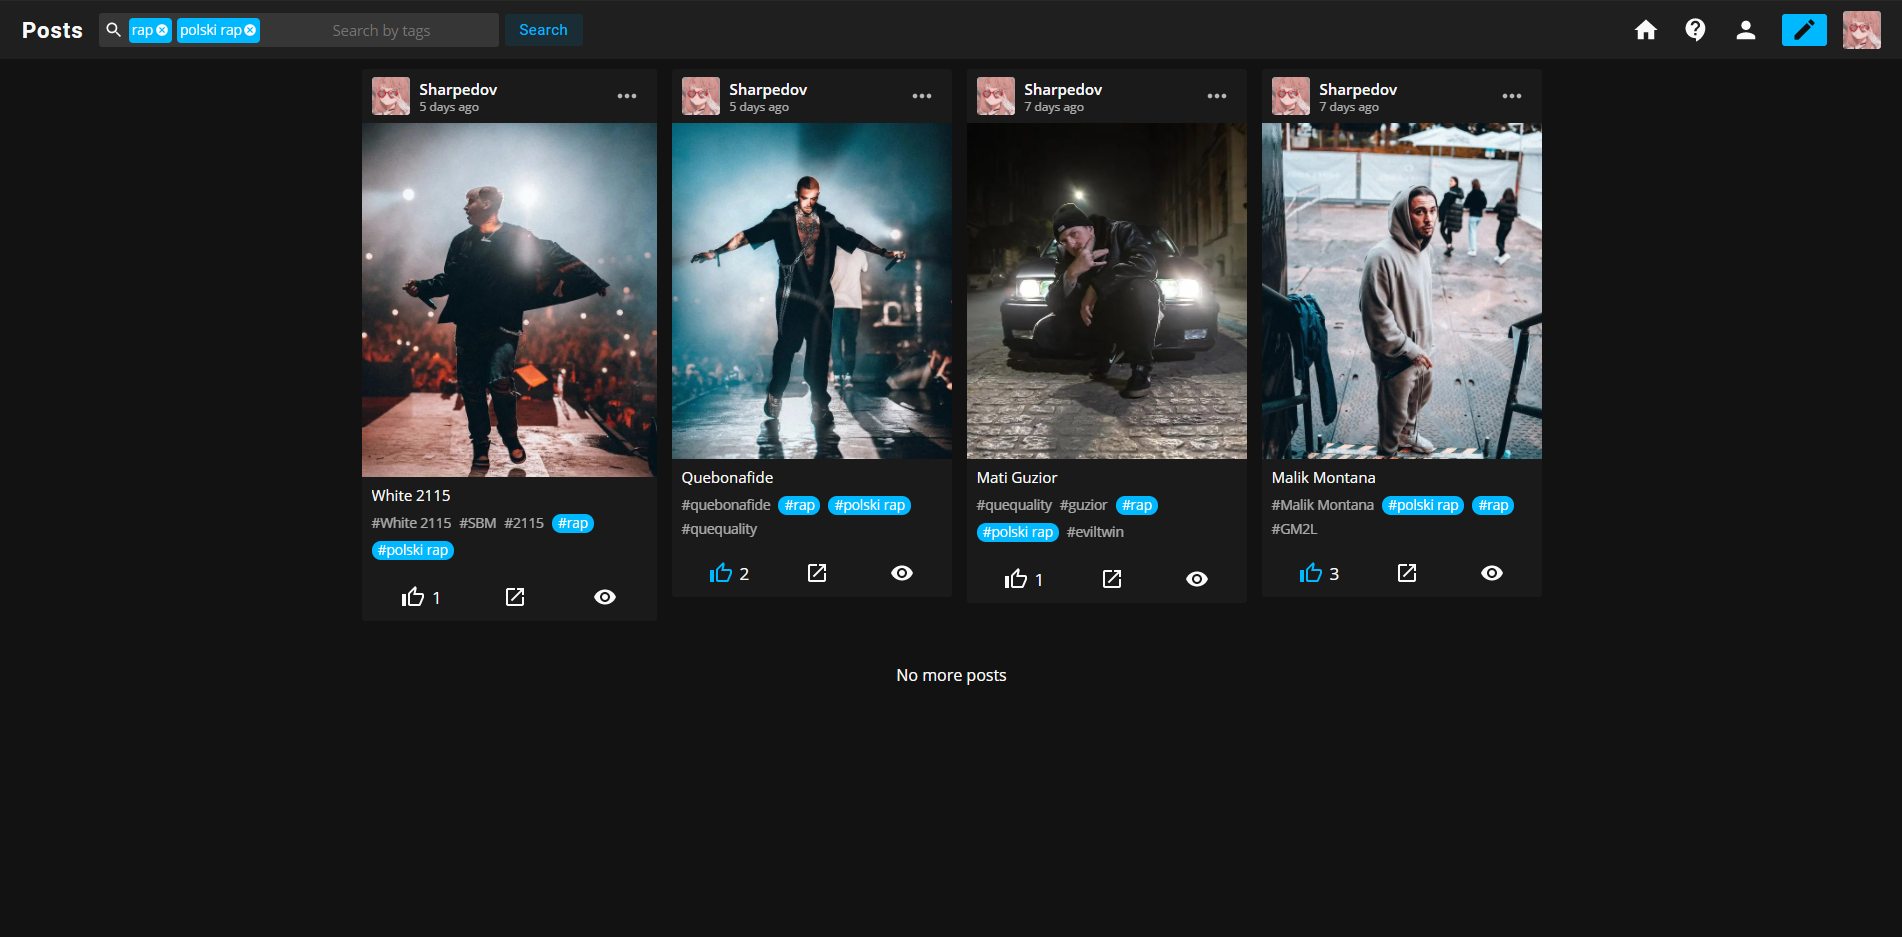 Posts
rap polski rap Search by tags Search
Sharpedov
5 days ago
White 2115
#White 2115 #SBM #2115 #rap
#polski rap
1
Sharpedov
5 days ago
Quebonafide
#quebonafide #rap #polski rap
#quequality
2
Sharpedov
7 days ago
Mati Guzior
#quequality #guzior #rap
#polski rap #eviltwin
1
Sharpedov
7 days ago
Malik Montana
#Malik Montana #polski rap #rap
#GM2L
3
No more posts